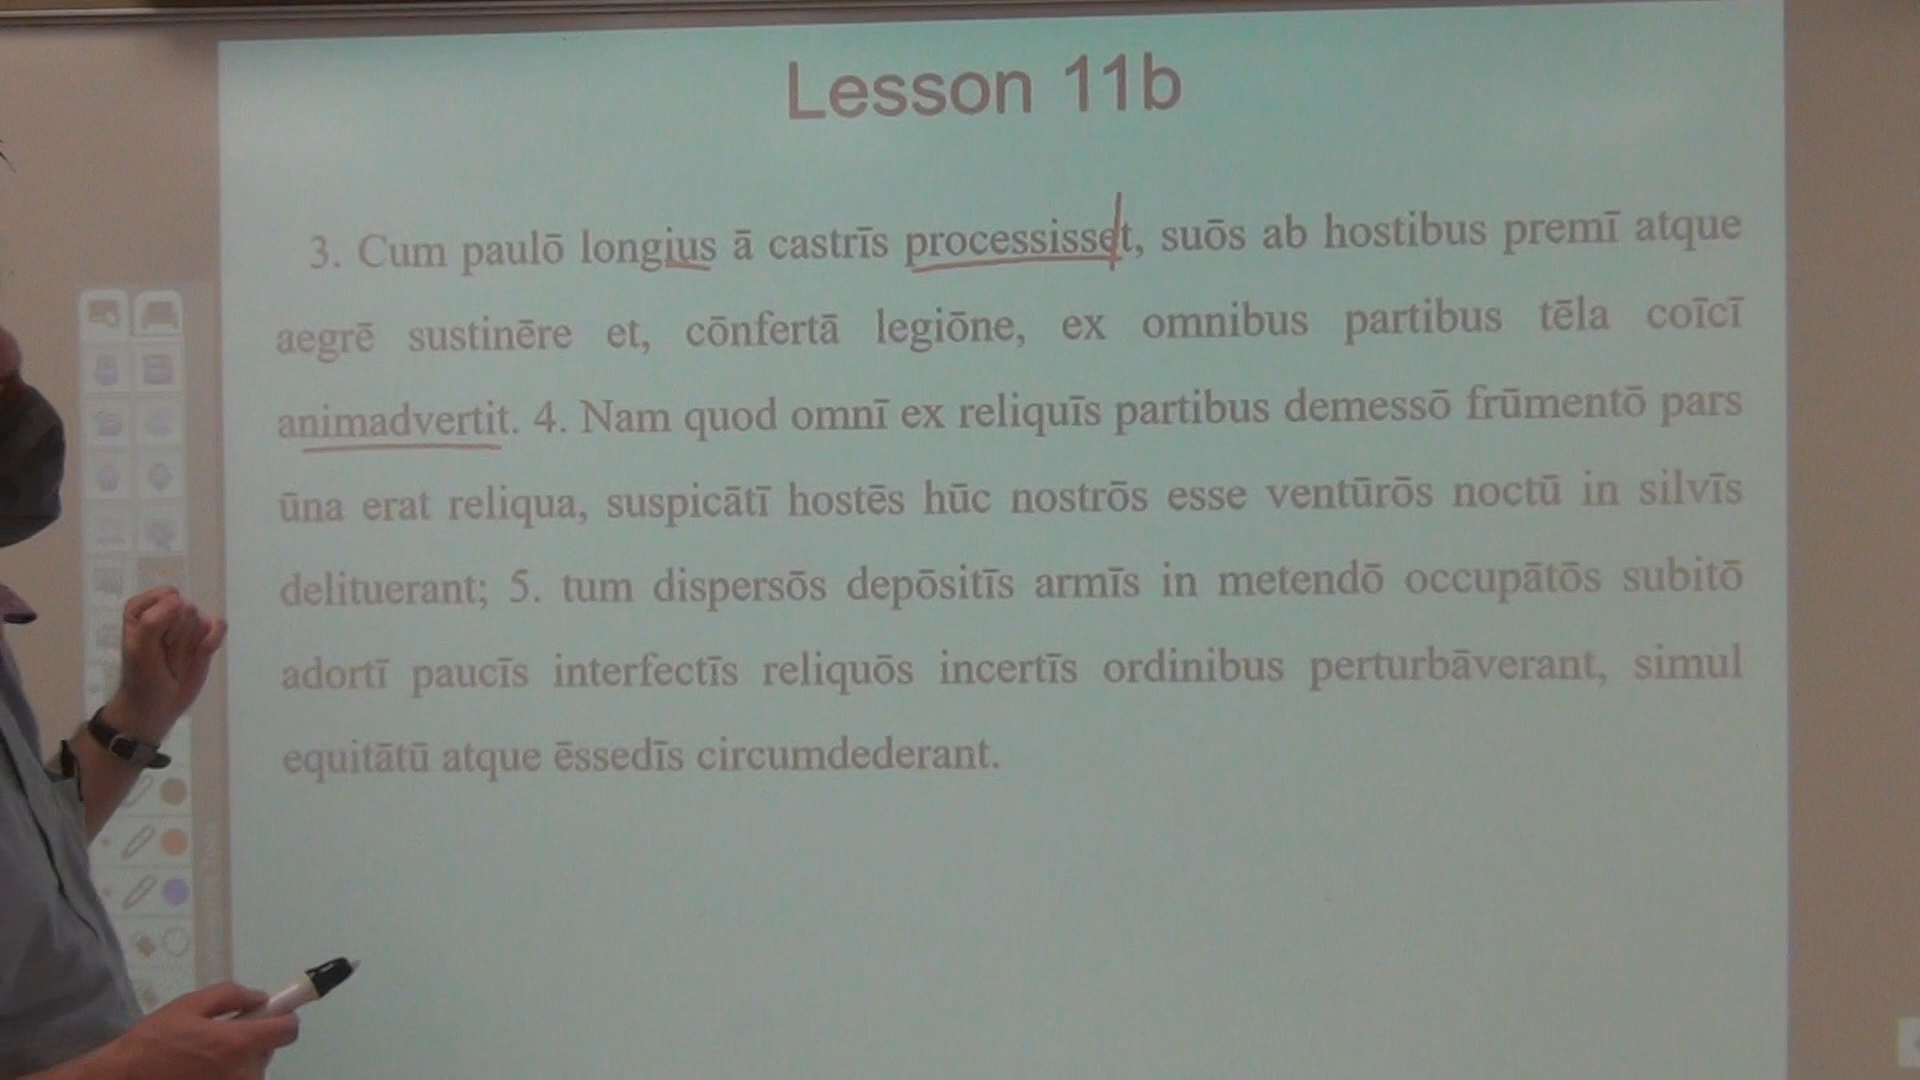 Lesson 11b
3. Cum paulō longius ā castrīs processisset, suōs ab hostibus premī atque
aegrē sustinēre et, cōnfertā legiōne, ex omnibus partibus tēla coīcī
animadvertit. 4. Nam quod omnī ex reliquīs partibus demessō frūmentō pars
ūna erat reliqua, suspicātī hostēs hūc nostrōs esse ventūrōs noctū in silvīs
delituerant; 5. tum dispersōs depōsitīs armīs in metendō occupātōs subitō
adortī paucīs interfectīs reliquōs incertīs ordinibus perturbāverant, simul
equitātū atque ēssedīs circumdederant.